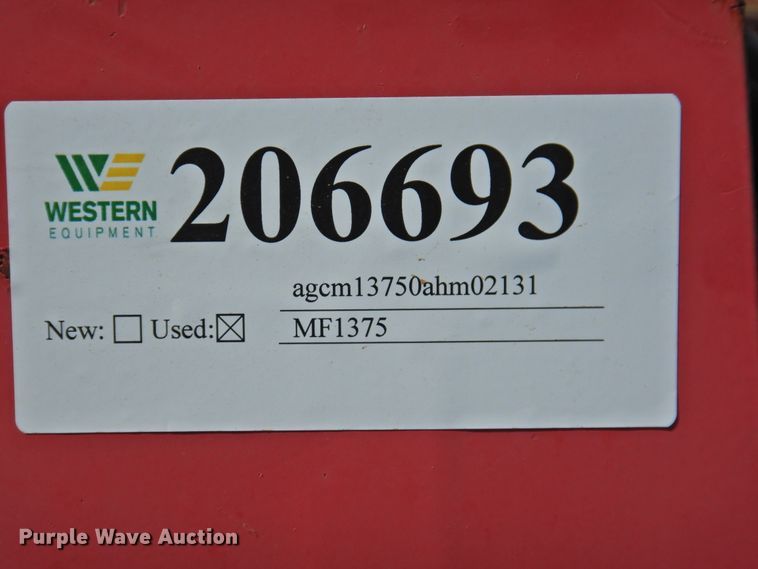 WESTERN
EQUIPMENT
206693
agcm13750ahm02131
New: Used:
MF1375
Purple Wave Auction